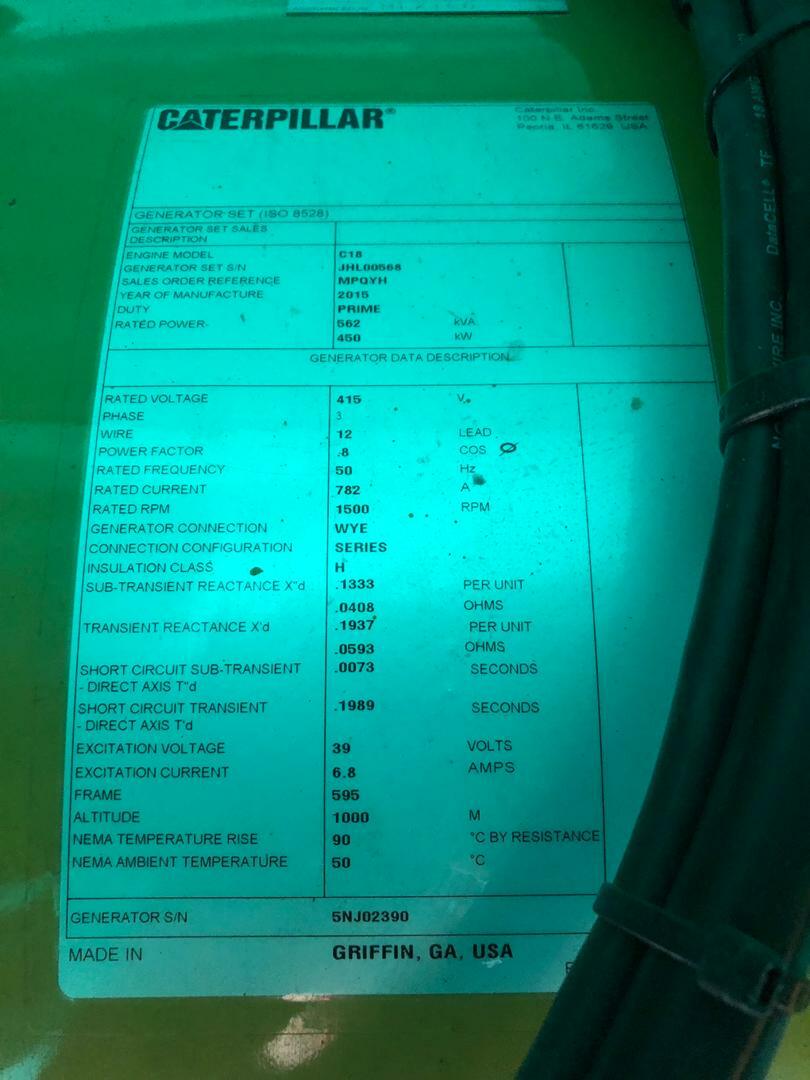 CATERPILLAR®
Caterpillar Inc.
100 N.E. Adams Street
Peoria, IL 61629 USA
GENERATOR SET (ISO 8528)
GENERATOR SET SALES
DESCRIPTION
ENGINE MODEL C18
GENERATOR SET S/N JHL00568
SALES ORDER REFERENCE MPQYH
YEAR OF MANUFACTURE 2015
DUTY PRIME
RATED POWER 562 kVA
450 kW
GENERATOR DATA DESCRIPTION
RATED VOLTAGE 415 V
PHASE 3
WIRE 12 LEAD
POWER FACTOR .8 COS Ø
RATED FREQUENCY 50 Hz
RATED CURRENT 782 A
RATED RPM 1500 RPM
GENERATOR CONNECTION WYE
CONNECTION CONFIGURATION SERIES
INSULATION CLASS H
SUB-TRANSIENT REACTANCE X"d .1333 PER UNIT
.0408 OHMS
TRANSIENT REACTANCE X'd .1937 PER UNIT
.0593 OHMS
SHORT CIRCUIT SUB-TRANSIENT .0073 SECONDS
- DIRECT AXIS T"d
SHORT CIRCUIT TRANSIENT .1989 SECONDS
- DIRECT AXIS T'd
EXCITATION VOLTAGE 39 VOLTS
EXCITATION CURRENT 6.8 AMPS
FRAME 595
ALTITUDE 1000 M
NEMA TEMPERATURE RISE 90 °C BY RESISTANCE
NEMA AMBIENT TEMPERATURE 50 °C
GENERATOR S/N 5NJ02390
MADE IN GRIFFIN, GA, USA
DataCELL® TF